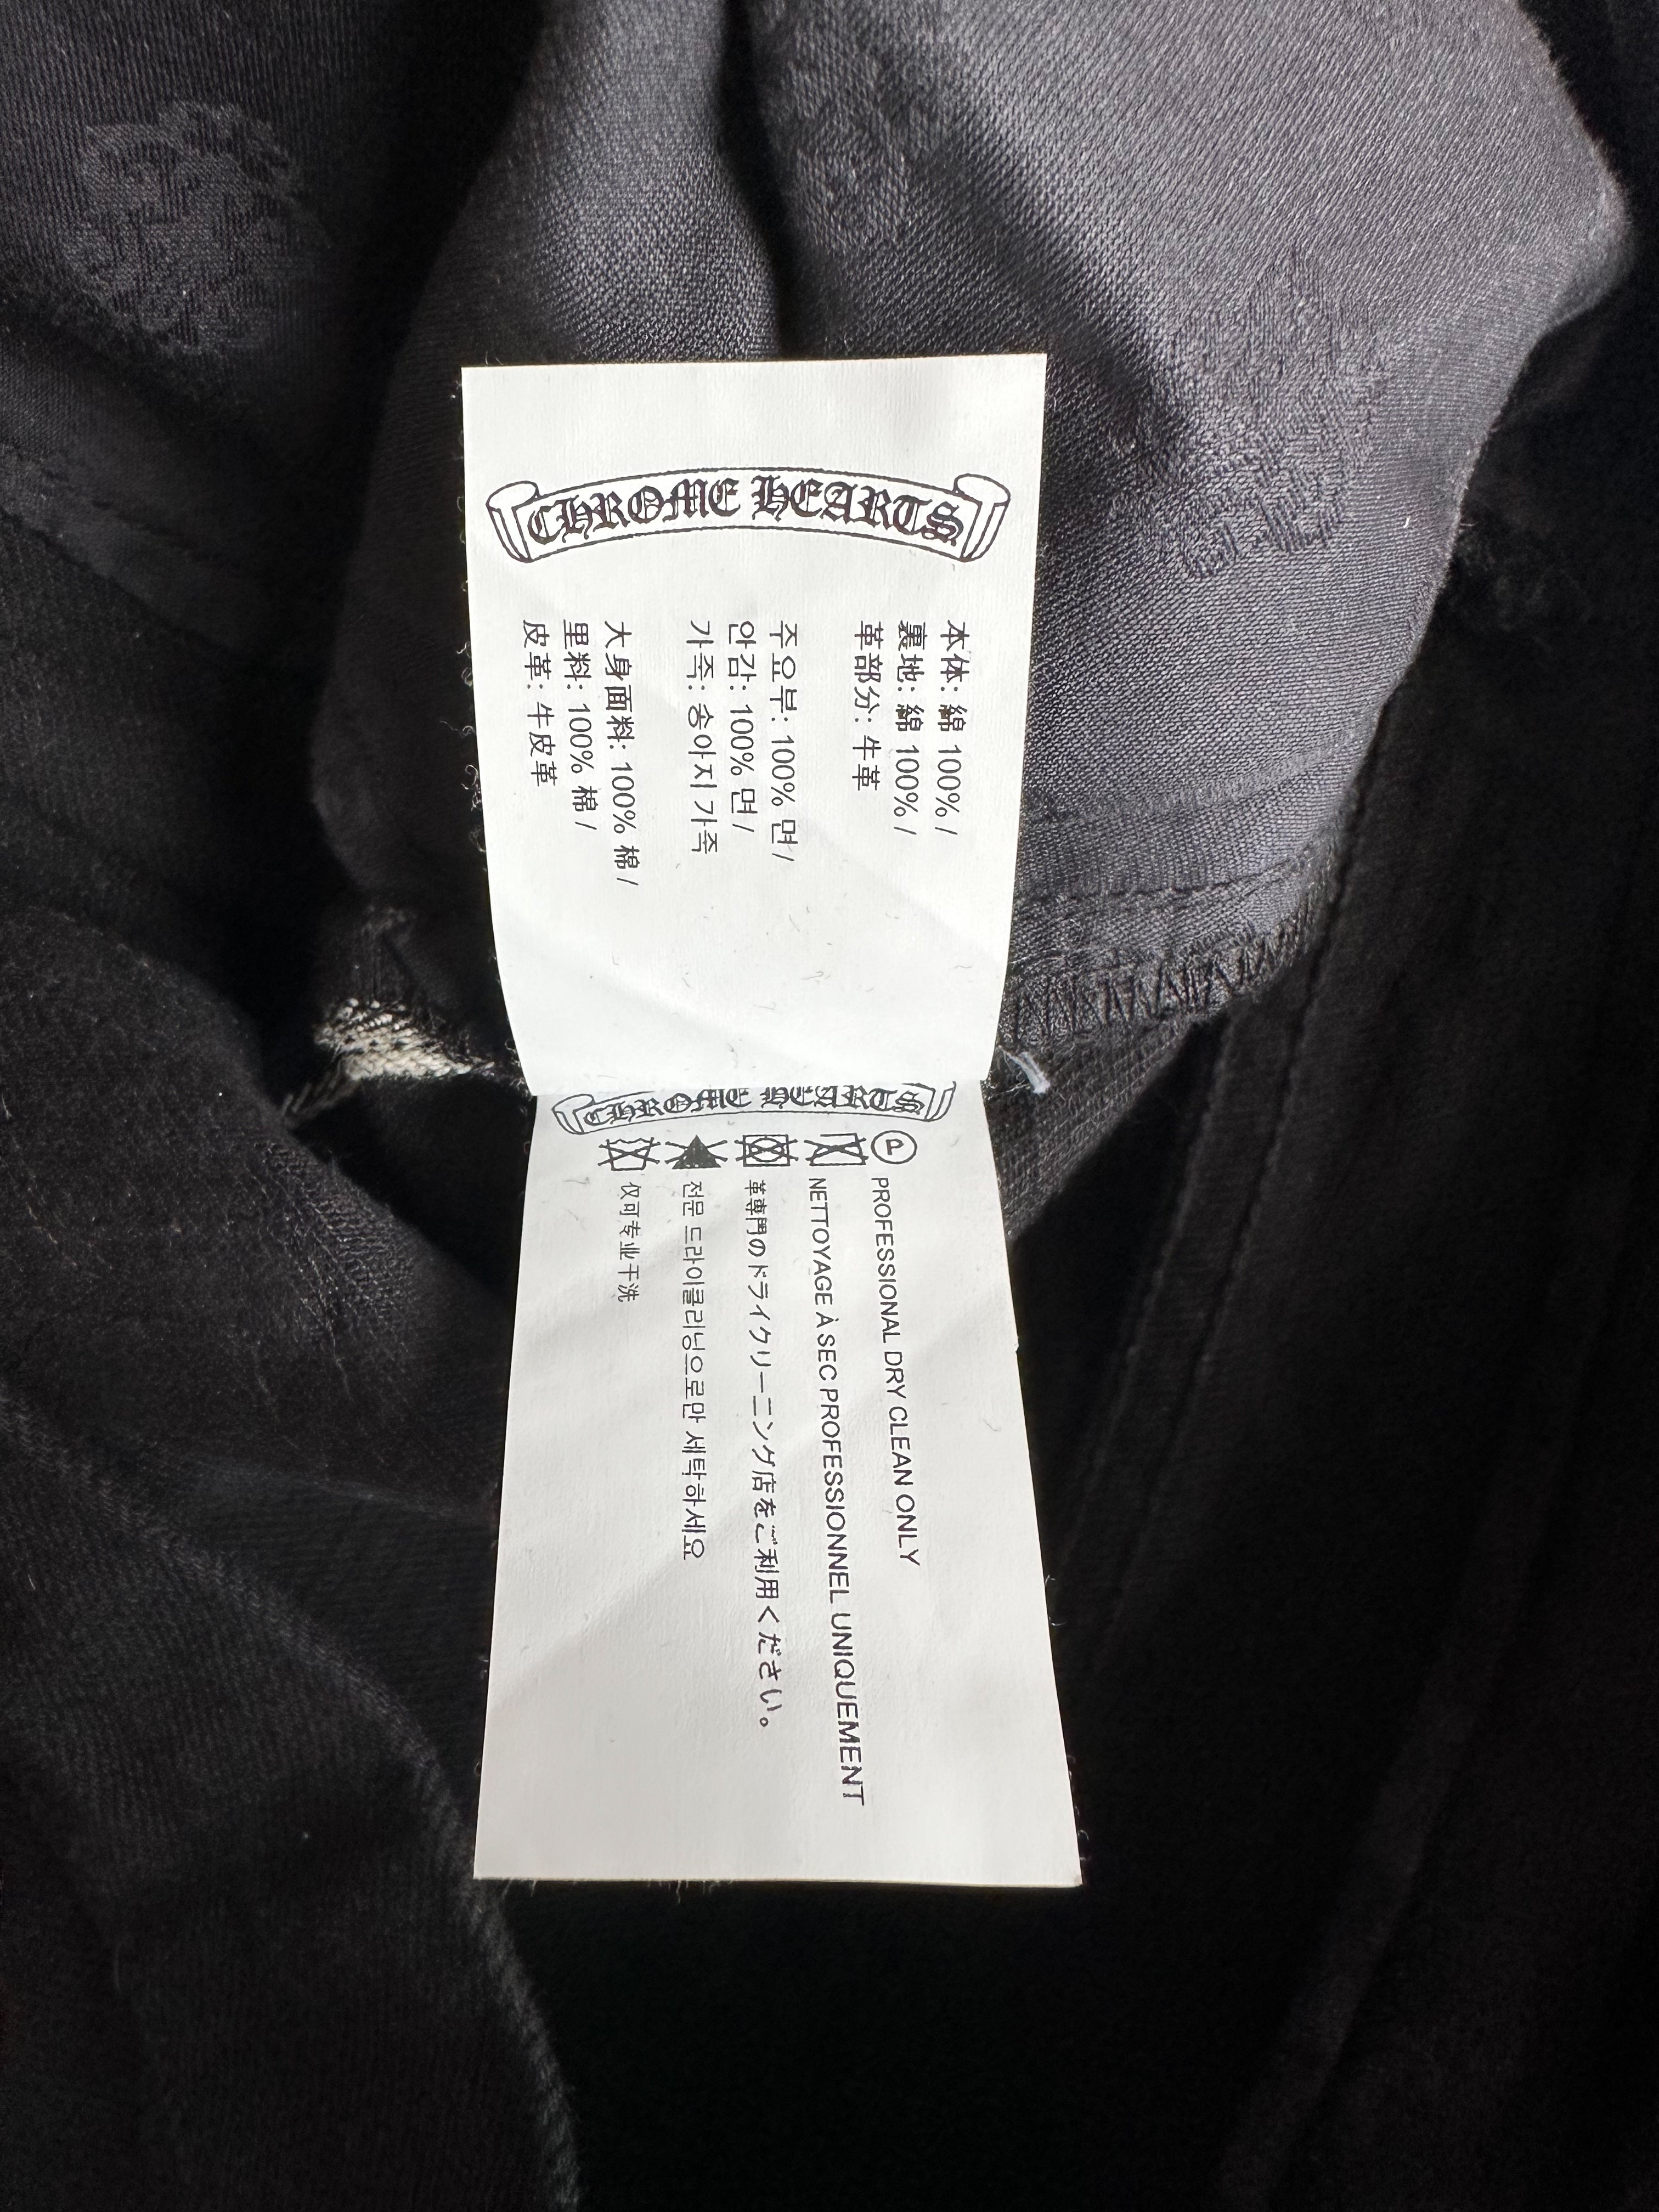 CHROME HEARTS
本体: 綿 100% /
裏地: 綿 100% /
革部分: 牛革
주요부: 100% 면 /
안감: 100% 면 /
가죽: 송아지 가죽
大身面料: 100% 棉 /
里料: 100% 棉 /
皮革: 牛皮革
CHROME HEARTS
P PROFESSIONAL DRY CLEAN ONLY
NETTOYAGE À SEC PROFESSIONNEL UNIQUEMENT
革専門のドライクリーニング店をご利用ください。
전문 드라이클리닝으로만 세탁하세요
仅可专业干洗